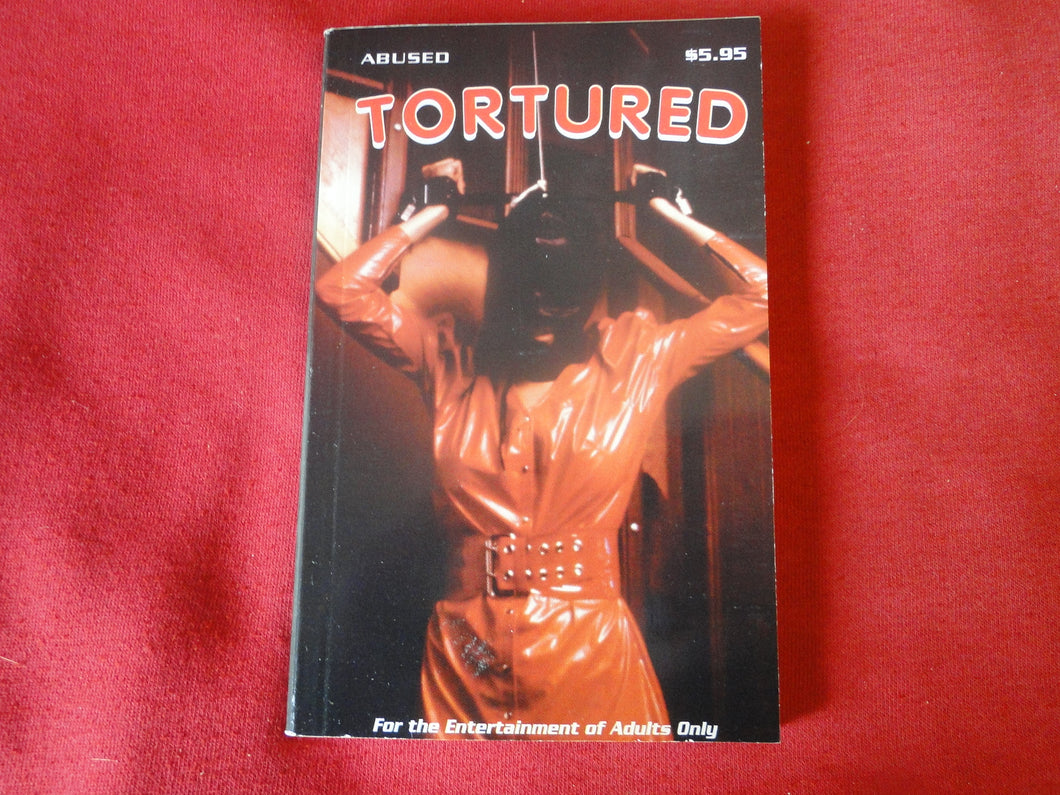 ABUSED
$5.95
TORTURED
For the Entertainment of Adults Only